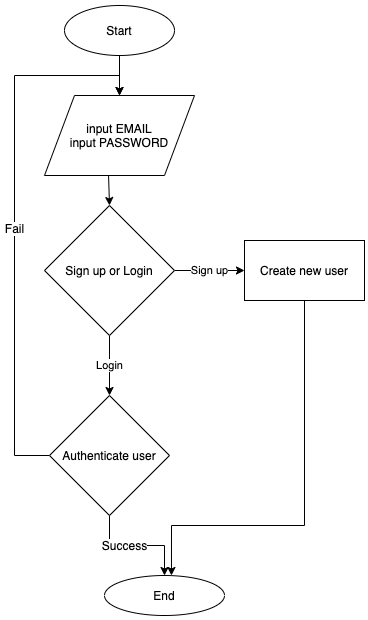 Start
input EMAIL
input PASSWORD
Fail
Sign up or Login
Sign up
Create new user
Login
Authenticate user
Success
End